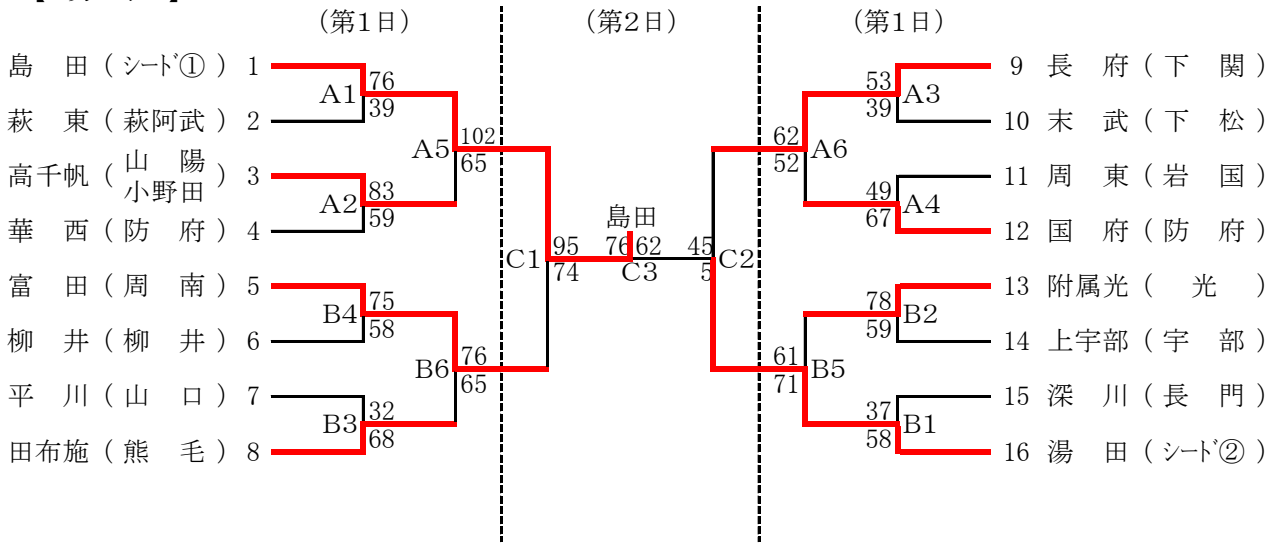 (第1日) (第2日) (第1日)
島 田 ( シード① ) 1
萩 東 ( 萩阿武 ) 2
高千帆 ( 山 陽 小野田 ) 3
華 西 ( 防 府 ) 4
富 田 ( 周 南 ) 5
柳 井 ( 柳 井 ) 6
平 川 ( 山 口 ) 7
田布施 ( 熊 毛 ) 8
A1 76 39
A2 83 59
B4 75 58
B3 32 68
A5 102 65
B6 76 65
C1 95 74
島田
76 62
C3
45 5 C2
62 52 A6
61 71 B5
53 39 A3
49 67 A4
78 59 B2
37 58 B1
9 長 府 ( 下 関 )
10 末 武 ( 下 松 )
11 周 東 ( 岩 国 )
12 国 府 ( 防 府 )
13 附属光 ( 光 )
14 上宇部 ( 宇 部 )
15 深 川 ( 長 門 )
16 湯 田 ( シード② )